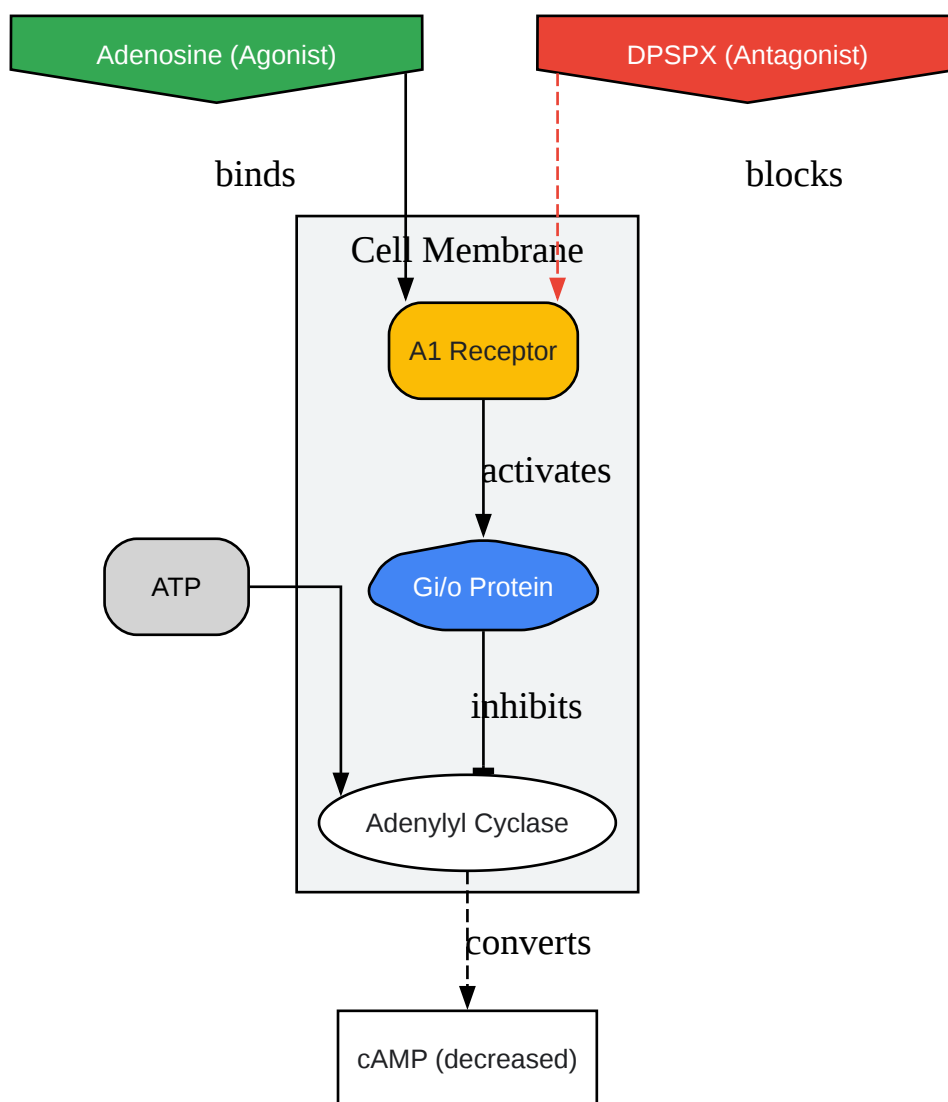 Adenosine (Agonist)
DPSPX (Antagonist)
binds
blocks
Cell Membrane
A1 Receptor
activates
ATP
Gi/o Protein
inhibits
Adenylyl Cyclase
converts
cAMP (decreased)